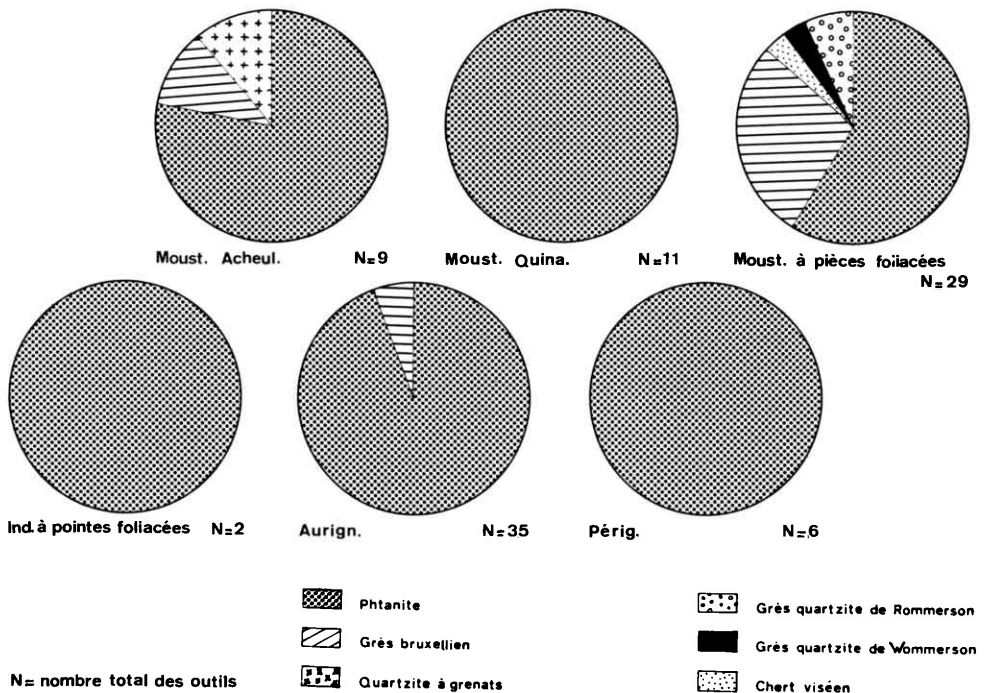 Moust. Acheul. N=9
Moust. Quina. N=11
Moust. à pièces foliacées
N=29
Ind. à pointes foliacées N=2
Aurign. N=35
Périg. N=6
Phtanite
Grès bruxellien
Quartzite à grenats
Grès quartzite de Rommerson
Grès quartzite de Wommerson
Chert viséen
N= nombre total des outils